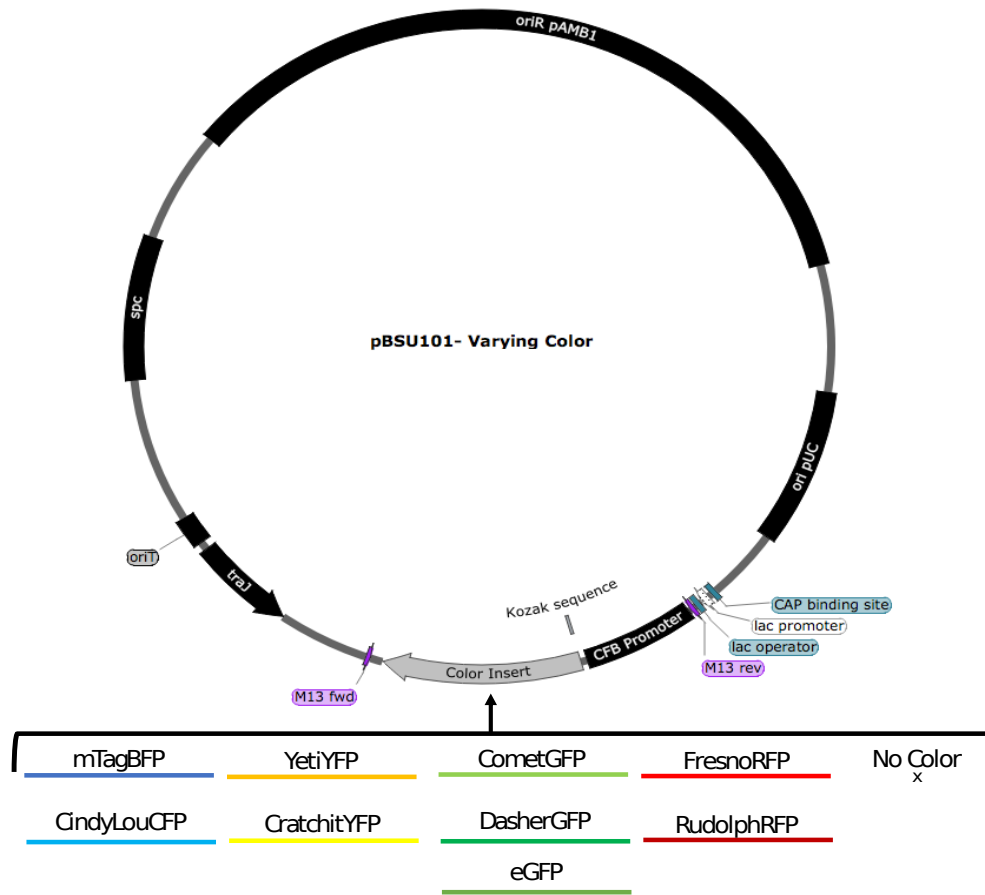 oriR pAMB1
spc
pBSU101- Varying Color
ori pUC
oriT
traJ
Kozak sequence
CAP binding site
lac promoter
CFB Promoter
lac operator
M13 rev
Color Insert
M13 fwd
mTagBFP YetiYFP CometGFP FresnoRFP No Color
x
CindyLouCFP CratchitYFP DasherGFP RudolphRFP
eGFP